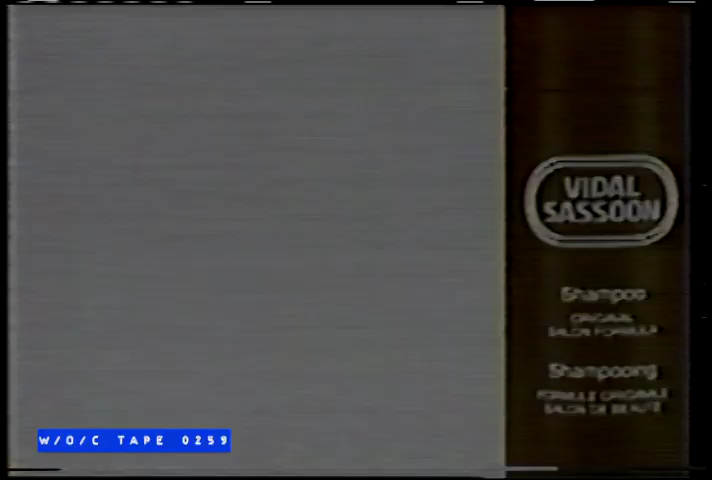 VIDAL
SASSOON
Shampoo
ORIGINAL
SALON FORMULA
Shampooing
FORMULE ORIGINALE
SALON DE BEAUTÉ
W/O/C TAPE 0259